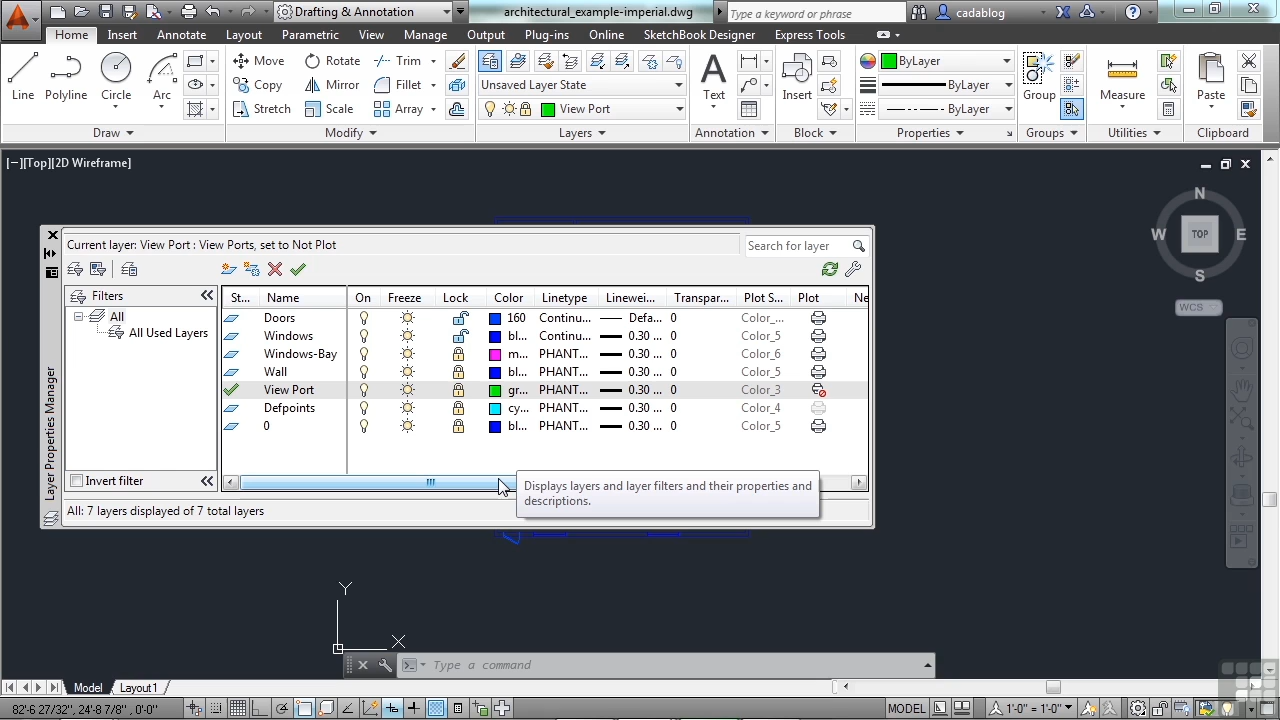 Drafting & Annotation
architectural_example-imperial.dwg
Type a keyword or phrase
cadablog
Home Insert Annotate Layout Parametric View Manage Output Plug-ins Online SketchBook Designer Express Tools
Line
Polyline
Circle
Arc
Draw
Move
Rotate
Trim
Copy
Mirror
Fillet
Stretch
Scale
Array
Modify
Unsaved Layer State
View Port
Layers
Text
Annotation
Insert
Block
ByLayer
ByLayer
ByLayer
Properties
Group
Groups
Measure
Utilities
Paste
Clipboard
[−][Top][2D Wireframe]
N
W TOP E
S
WCS
Layer Properties Manager
Current layer: View Port : View Ports, set to Not Plot
Search for layer
Filters
All
All Used Layers
Invert filter
St... Name On Freeze Lock Color Linetype Linewei... Transpar... Plot S... Plot Ne
Doors 160 Continu... Defa... 0 Color_...
Windows bl... Continu... 0.30 ... 0 Color_5
Windows-Bay m... PHANT... 0.30 ... 0 Color_6
Wall bl... PHANT... 0.30 ... 0 Color_5
View Port gr... PHANT... 0.30 ... 0 Color_3
Defpoints cy... PHANT... 0.30 ... 0 Color_4
0 bl... PHANT... 0.30 ... 0 Color_5
Displays layers and layer filters and their properties and
descriptions.
All: 7 layers displayed of 7 total layers
Y
X
Type a command
Model Layout1
82'-6 27/32", 24'-8 7/8" , 0'-0"
MODEL
1'-0" = 1'-0"